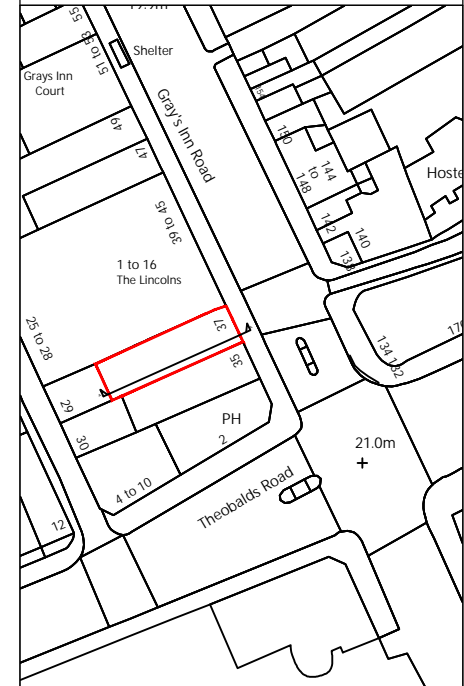 55
51 to 53
Shelter
Grays Inn
Court
49
47
Gray's Inn Road
154
150
144
to
148
142
140
Hoste
39 to 45
1 to 16
The Lincolns
37
35
25 to 28
29
30
PH
2
4 to 10
12
Theobalds Road
21.0m
134
132
170